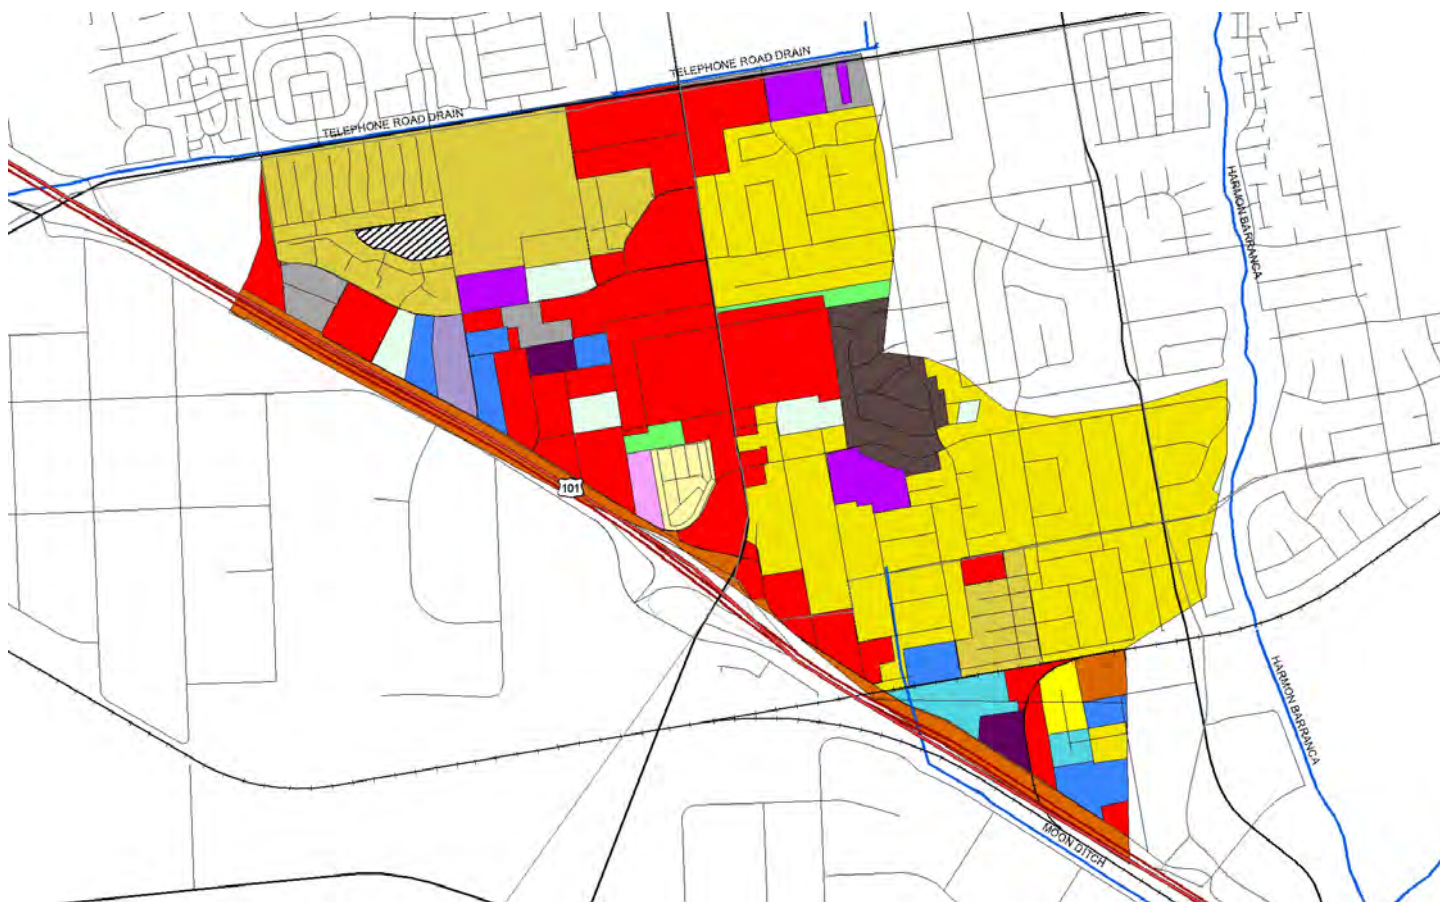 TELEPHONE ROAD DRAIN
TELEPHONE ROAD DRAIN
HARMON BARRANCA
101
HARMON BARRANCA
MOON DITCH